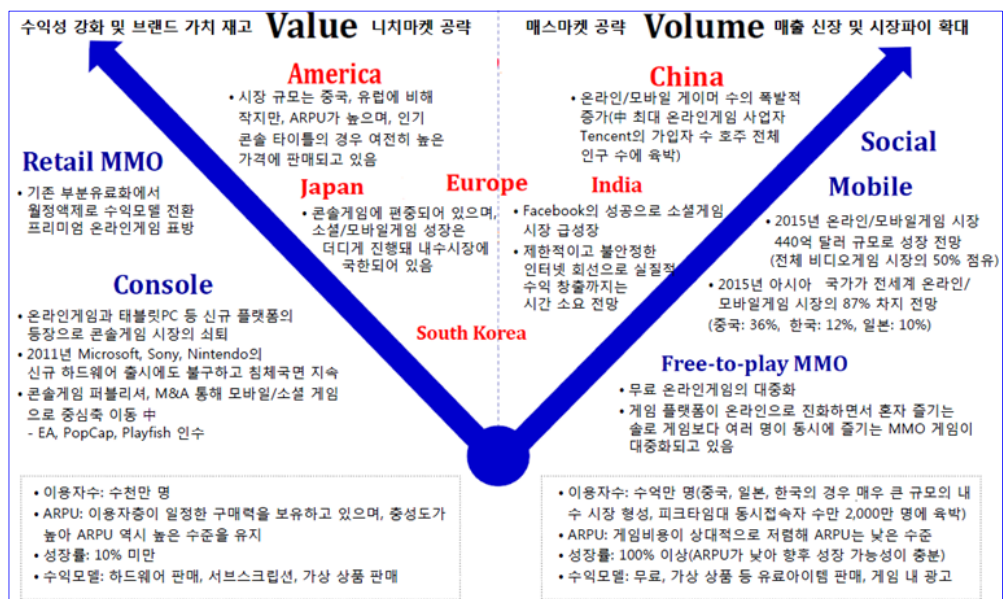 수익성 강화 및 브랜드 가치 재고 Value 니치마켓 공략
매스마켓 공략 Volume 매출 신장 및 시장파이 확대
America
• 시장 규모는 중국, 유럽에 비해
작지만, ARPU가 높으며, 인기
콘솔 타이틀의 경우 여전히 높은
가격에 판매되고 있음
China
• 온라인/모바일 게이머 수의 폭발적
증가(中 최대 온라인게임 사업자
Tencent의 가입자 수 호주 전체
인구 수에 육박)
Retail MMO
• 기존 부분유료화에서
월정액제로 수익모델 전환
프리미엄 온라인게임 표방
Japan
• 콘솔게임에 편중되어 있으며,
소셜/모바일게임 성장은
더디게 진행돼 내수시장에
국한되어 있음
Europe
India
• Facebook의 성공으로 소셜게임
시장 급성장
• 제한적이고 불안정한
인터넷 회선으로 실질적
수익 창출까지는
시간 소요 전망
Social
Mobile
• 2015년 온라인/모바일게임 시장
440억 달러 규모로 성장 전망
(전체 비디오게임 시장의 50% 점유)
• 2015년 아시아 국가가 전세계 온라인/
모바일게임 시장의 87% 차지 전망
(중국: 36%, 한국: 12%, 일본: 10%)
Console
• 온라인게임과 태블릿PC 등 신규 플랫폼의
등장으로 콘솔게임 시장의 쇠퇴
• 2011년 Microsoft, Sony, Nintendo의
신규 하드웨어 출시에도 불구하고 침체국면 지속
• 콘솔게임 퍼블리셔, M&A 통해 모바일/소셜 게임
으로 중심축 이동 中
- EA, PopCap, Playfish 인수
South Korea
Free-to-play MMO
• 무료 온라인게임의 대중화
• 게임 플랫폼이 온라인으로 진화하면서 혼자 즐기는
솔로 게임보다 여러 명이 동시에 즐기는 MMO 게임이
대중화되고 있음
• 이용자수: 수천만 명
• ARPU: 이용자층이 일정한 구매력을 보유하고 있으며, 충성도가
높아 ARPU 역시 높은 수준을 유지
• 성장률: 10% 미만
• 수익모델: 하드웨어 판매, 서브스크립션, 가상 상품 판매
• 이용자수: 수억만 명(중국, 일본, 한국의 경우 매우 큰 규모의 내
수 시장 형성, 피크타임대 동시접속자 수만 2,000만 명에 육박)
• ARPU: 게임비용이 상대적으로 저렴해 ARPU는 낮은 수준
• 성장률: 100% 이상(ARPU가 낮아 향후 성장 가능성이 충분)
• 수익모델: 무료, 가상 상품 등 유료아이템 판매, 게임 내 광고